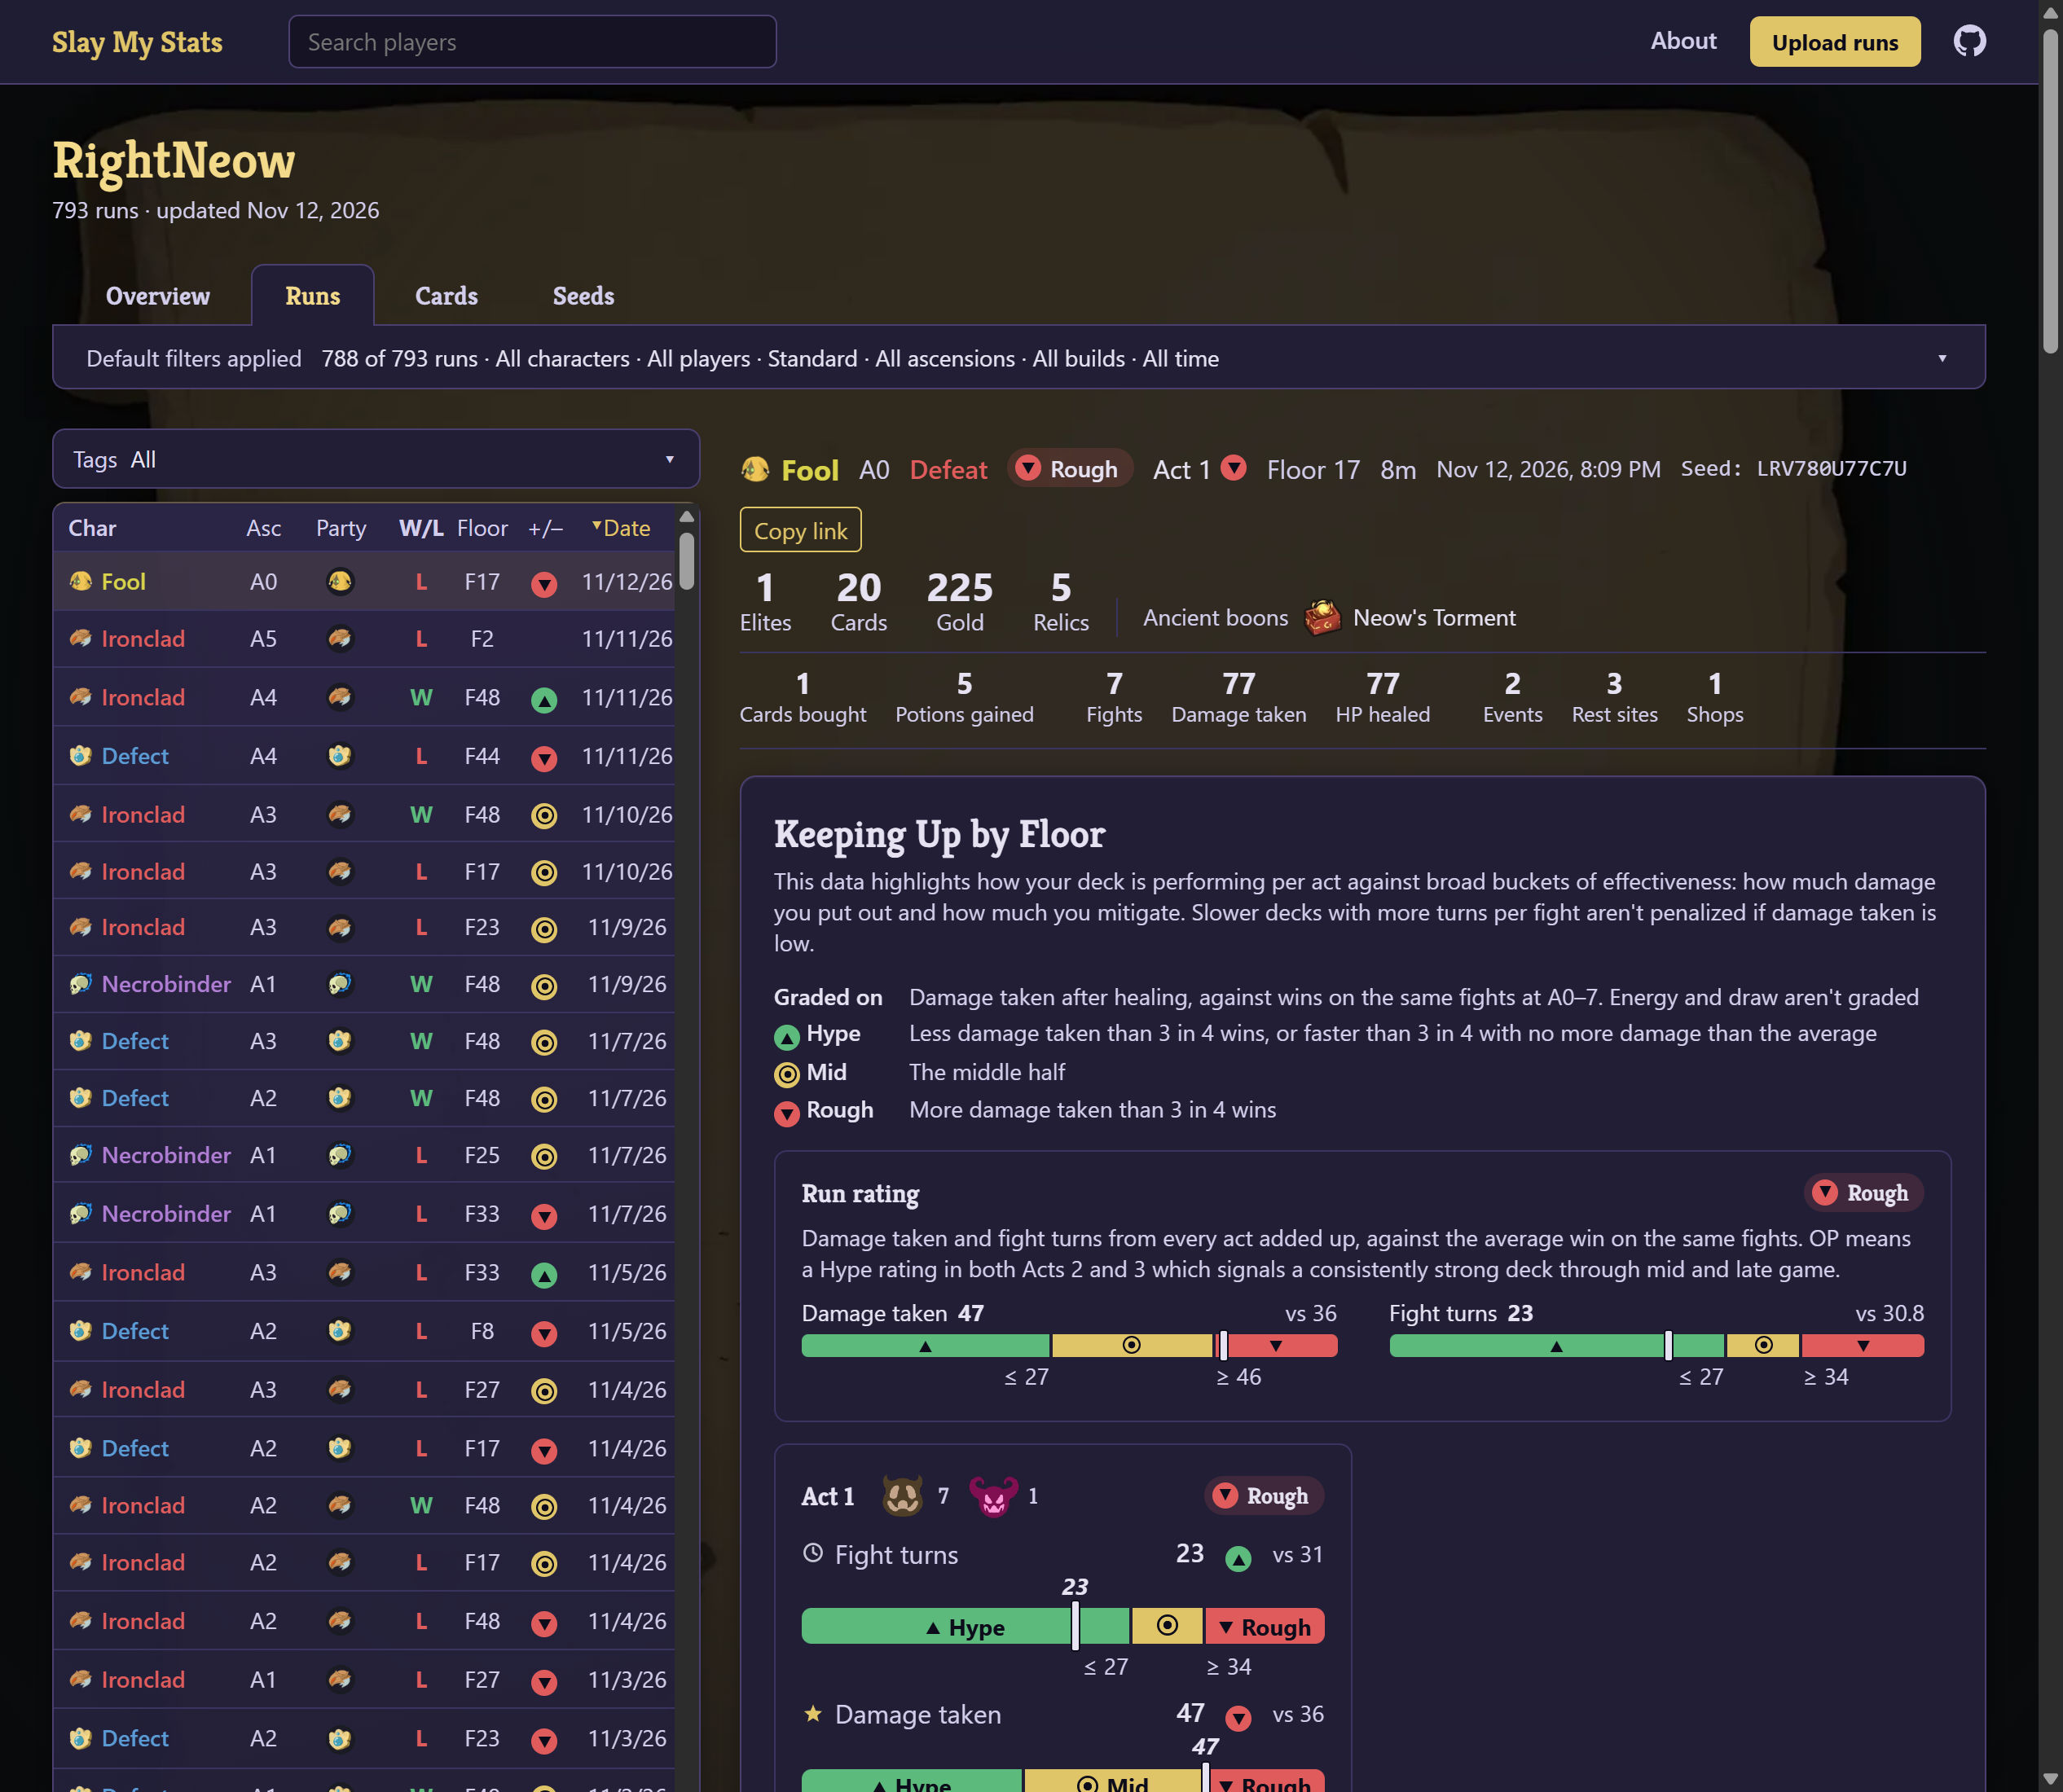 Slay My Stats
Search players
About
Upload runs
RightNeow
793 runs · updated Nov 12, 2026
Overview Runs Cards Seeds
Default filters applied 788 of 793 runs · All characters · All players · Standard · All ascensions · All builds · All time
Tags All
Char Asc Party W/L Floor +/− Date
Fool A0 L F17 11/12/26
Ironclad A5 L F2 11/11/26
Ironclad A4 W F48 11/11/26
Defect A4 L F44 11/11/26
Ironclad A3 W F48 11/10/26
Ironclad A3 L F17 11/10/26
Ironclad A3 L F23 11/9/26
Necrobinder A1 W F48 11/9/26
Defect A3 W F48 11/7/26
Defect A2 W F48 11/7/26
Necrobinder A1 L F25 11/7/26
Necrobinder A1 L F33 11/7/26
Ironclad A3 L F33 11/5/26
Defect A2 L F8 11/5/26
Ironclad A3 L F27 11/4/26
Defect A2 L F17 11/4/26
Ironclad A2 W F48 11/4/26
Ironclad A2 L F17 11/4/26
Ironclad A2 L F48 11/4/26
Ironclad A1 L F27 11/3/26
Defect A2 L F23 11/3/26
Fool A0 Defeat Rough Act 1 Floor 17 8m Nov 12, 2026, 8:09 PM Seed: LRV780U77C7U
Copy link
1 20 225 5
Elites Cards Gold Relics Ancient boons Neow's Torment
1 5 7 77 77 2 3 1
Cards bought Potions gained Fights Damage taken HP healed Events Rest sites Shops
Keeping Up by Floor
This data highlights how your deck is performing per act against broad buckets of effectiveness: how much damage
you put out and how much you mitigate. Slower decks with more turns per fight aren't penalized if damage taken is
low.
Graded on Damage taken after healing, against wins on the same fights at A0–7. Energy and draw aren't graded
Hype Less damage taken than 3 in 4 wins, or faster than 3 in 4 with no more damage than the average
Mid The middle half
Rough More damage taken than 3 in 4 wins
Run rating Rough
Damage taken and fight turns from every act added up, against the average win on the same fights. OP means
a Hype rating in both Acts 2 and 3 which signals a consistently strong deck through mid and late game.
Damage taken 47 vs 36 Fight turns 23 vs 30.8
≤ 27 ≥ 46 ≤ 27 ≥ 34
Act 1 7 1 Rough
Fight turns 23 vs 31
23
Hype Rough
≤ 27 ≥ 34
Damage taken 47 vs 36
47
Hype Mid Rough